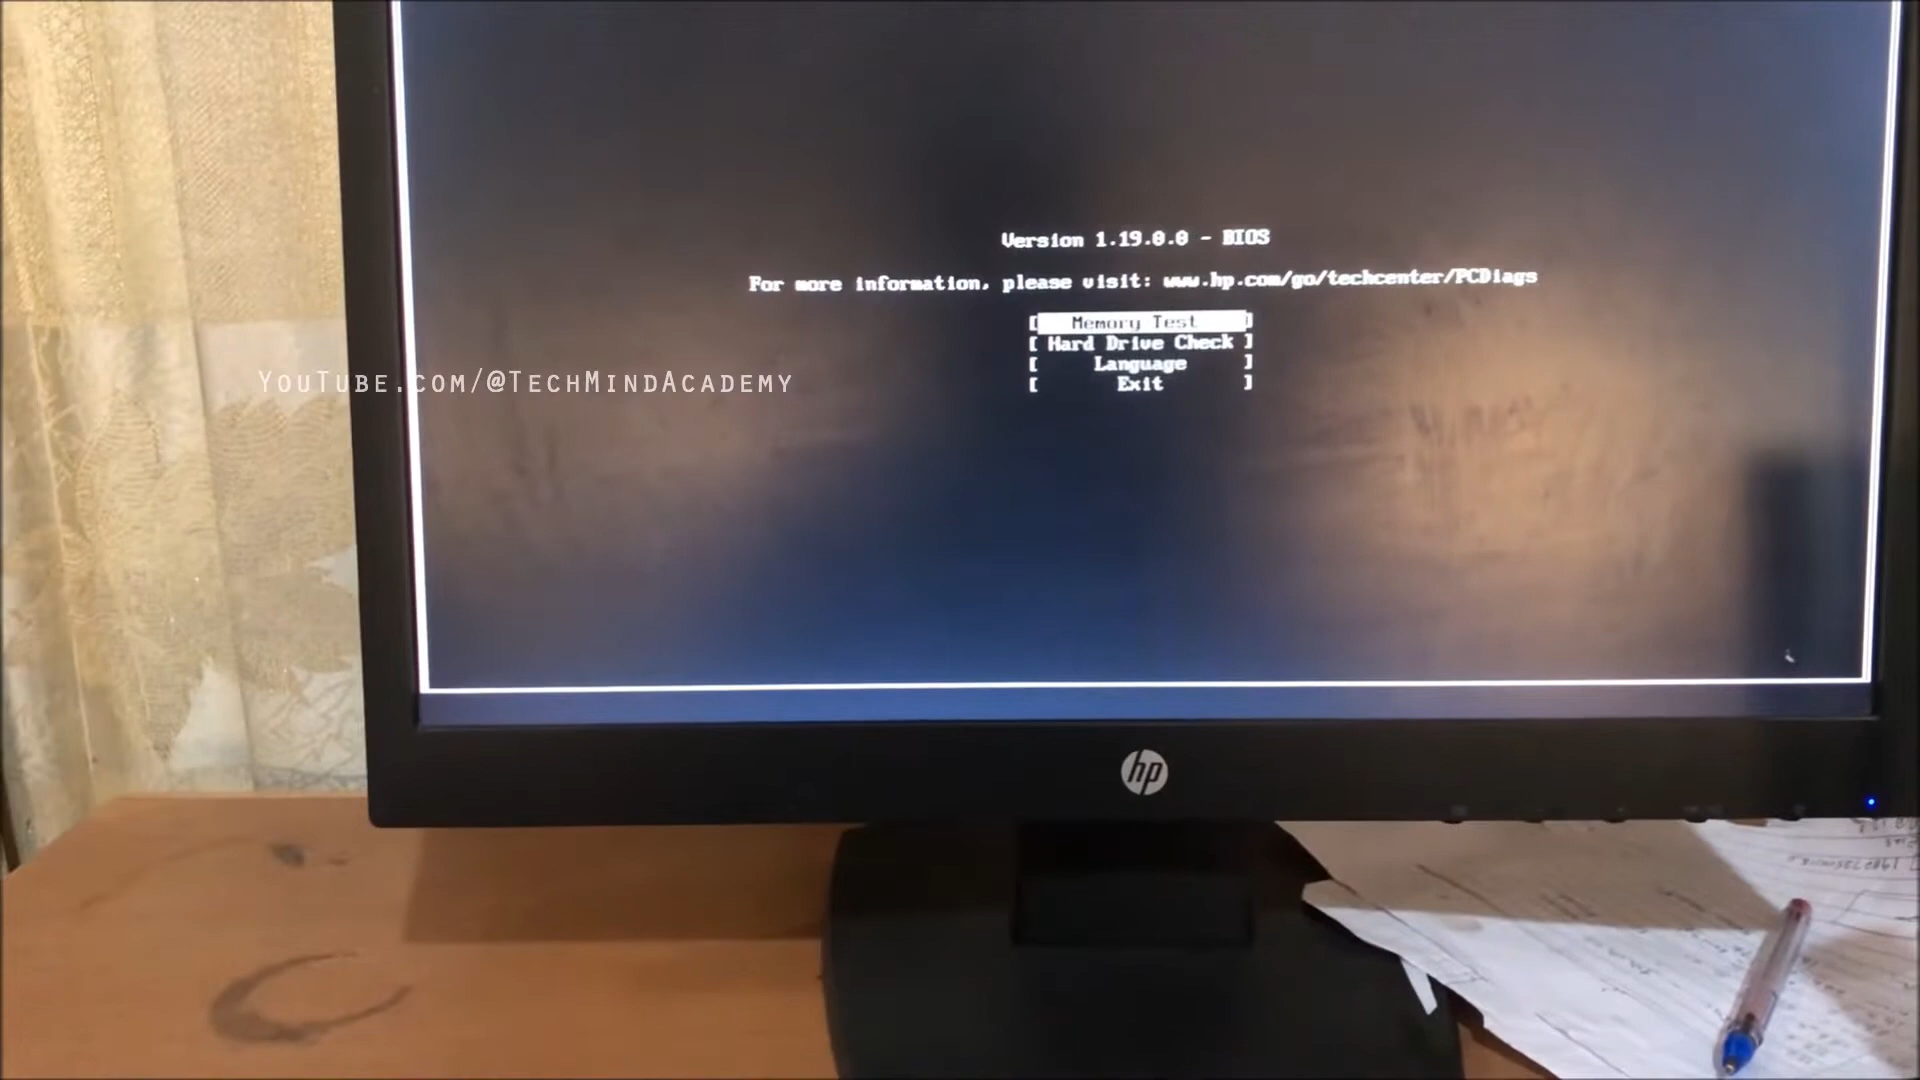 Version 1.19.0.0 - BIOS
For more information, please visit: www.hp.com/go/techcenter/PCDiags
[ Memory Test ]
[ Hard Drive Check ]
[ Language ]
[ Exit ]
YouTube.com/@TechMindAcademy
hp